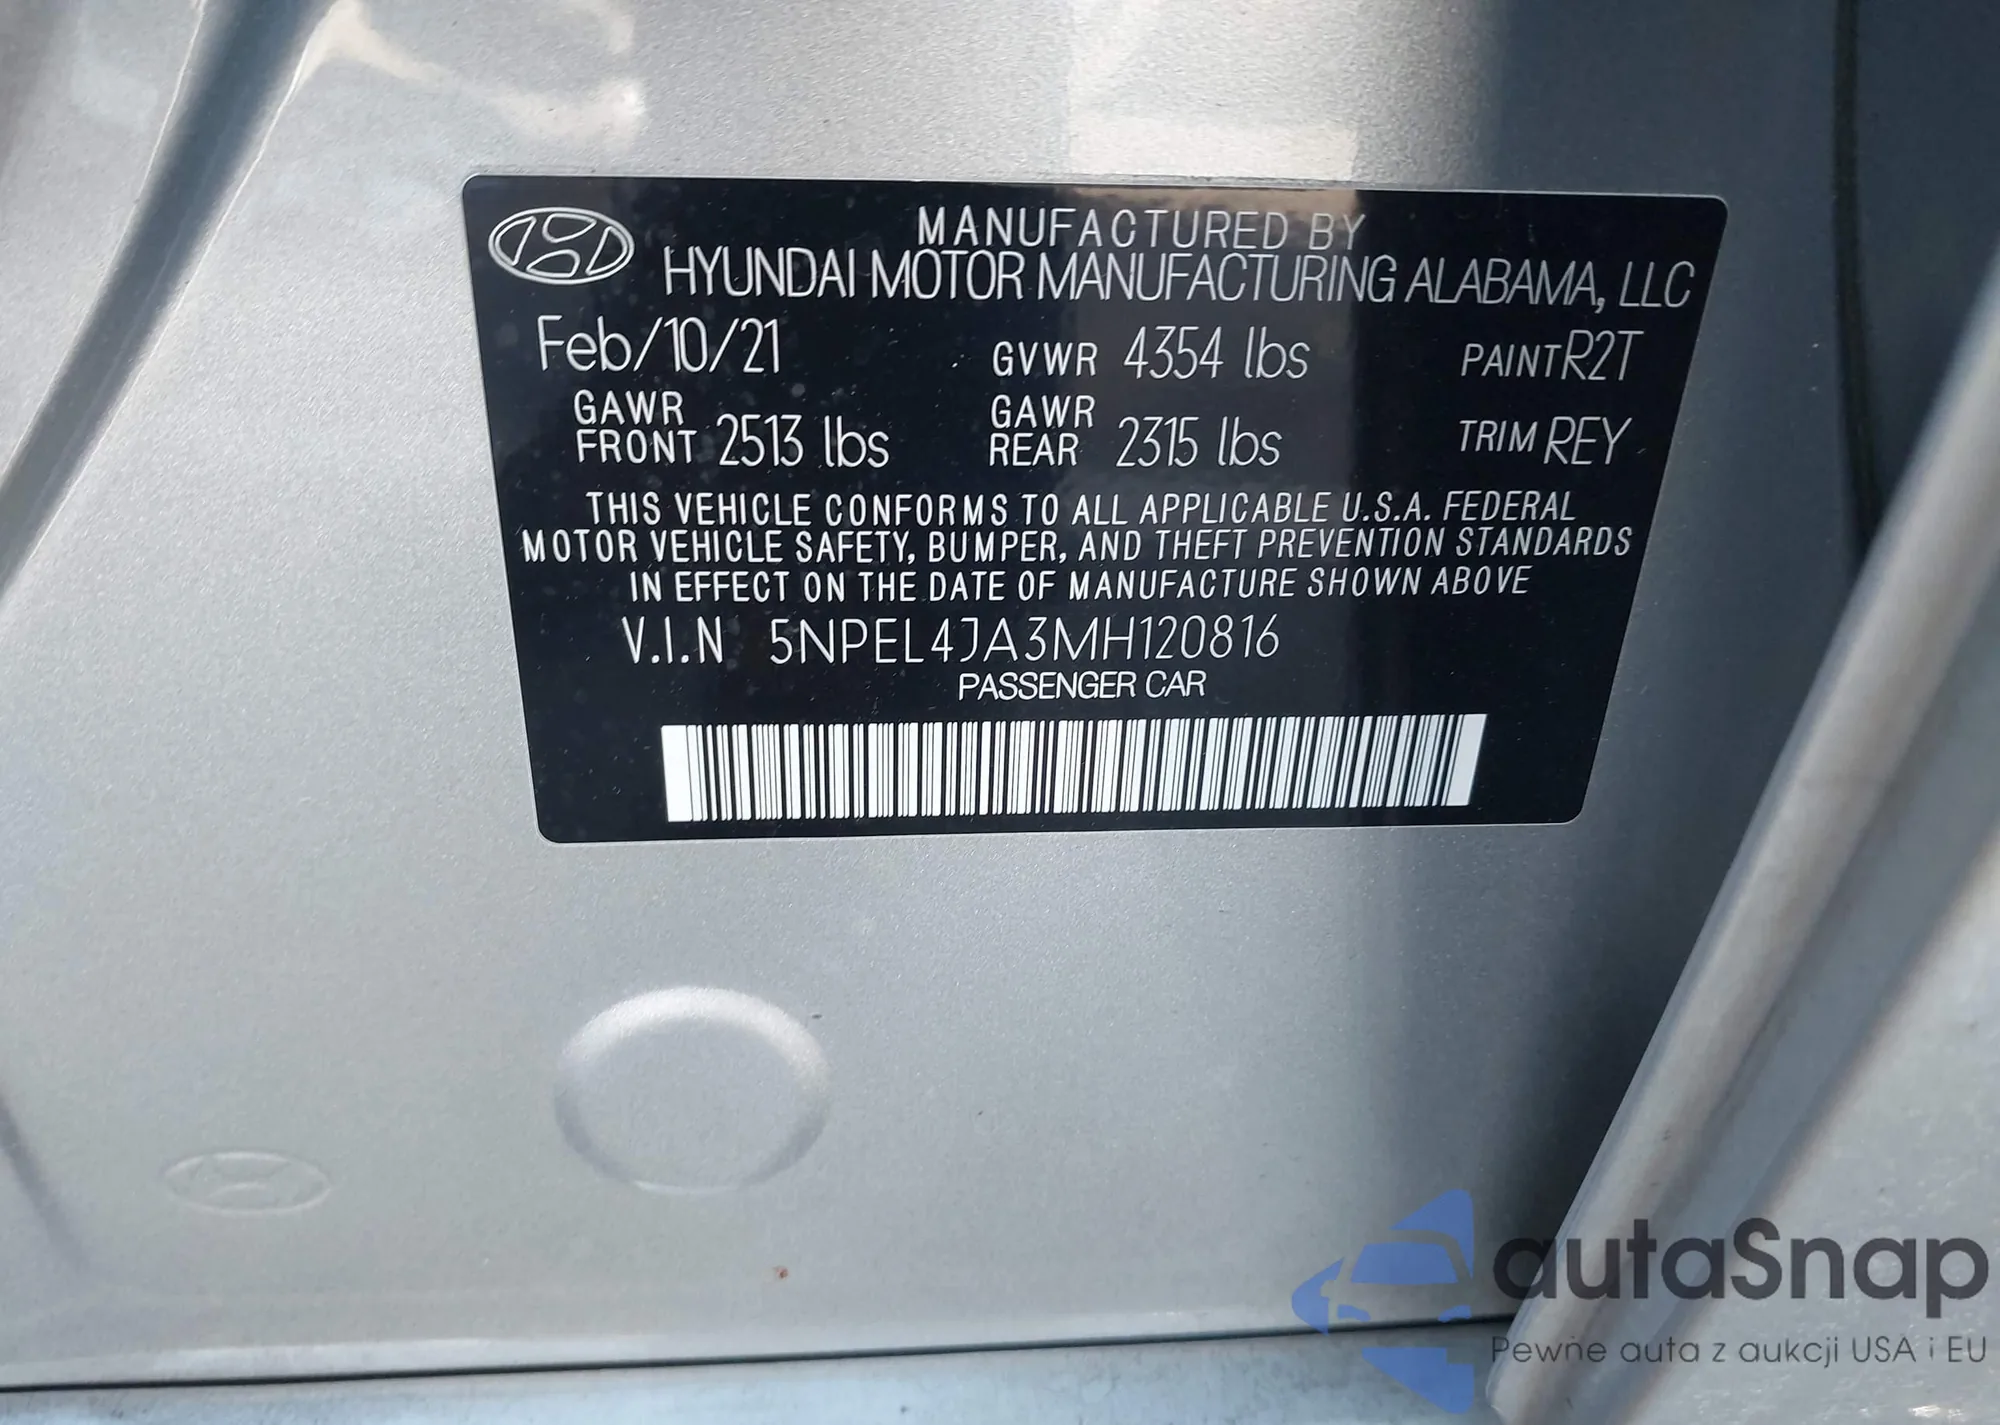 MANUFACTURED BY
HYUNDAI MOTOR MANUFACTURING ALABAMA, LLC
Feb/10/21 GVWR 4354 lbs PAINT R2T
GAWR FRONT 2513 lbs GAWR REAR 2315 lbs TRIM REY
THIS VEHICLE CONFORMS TO ALL APPLICABLE U.S.A. FEDERAL
MOTOR VEHICLE SAFETY, BUMPER, AND THEFT PREVENTION STANDARDS
IN EFFECT ON THE DATE OF MANUFACTURE SHOWN ABOVE
V.I.N 5NPEL4JA3MH120816
PASSENGER CAR
autaSnap
Pewne auta z aukcji USA i EU